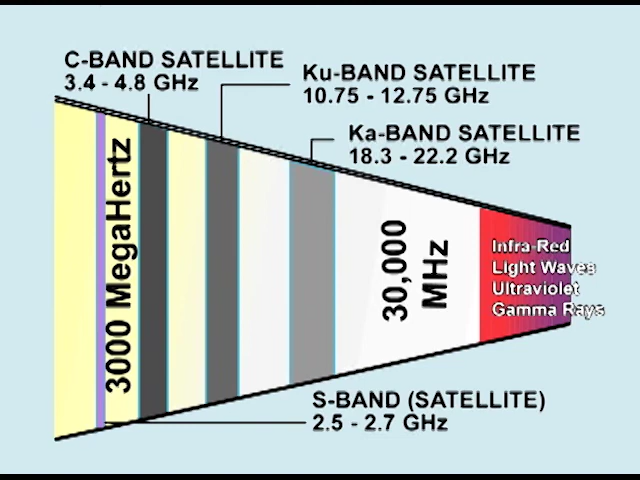 C-BAND SATELLITE
3.4 - 4.8 GHz
Ku-BAND SATELLITE
10.75 - 12.75 GHz
Ka-BAND SATELLITE
18.3 - 22.2 GHz
3000 MegaHertz
30,000
MHz
Infra-Red
Light Waves
Ultraviolet
Gamma Rays
S-BAND (SATELLITE)
2.5 - 2.7 GHz